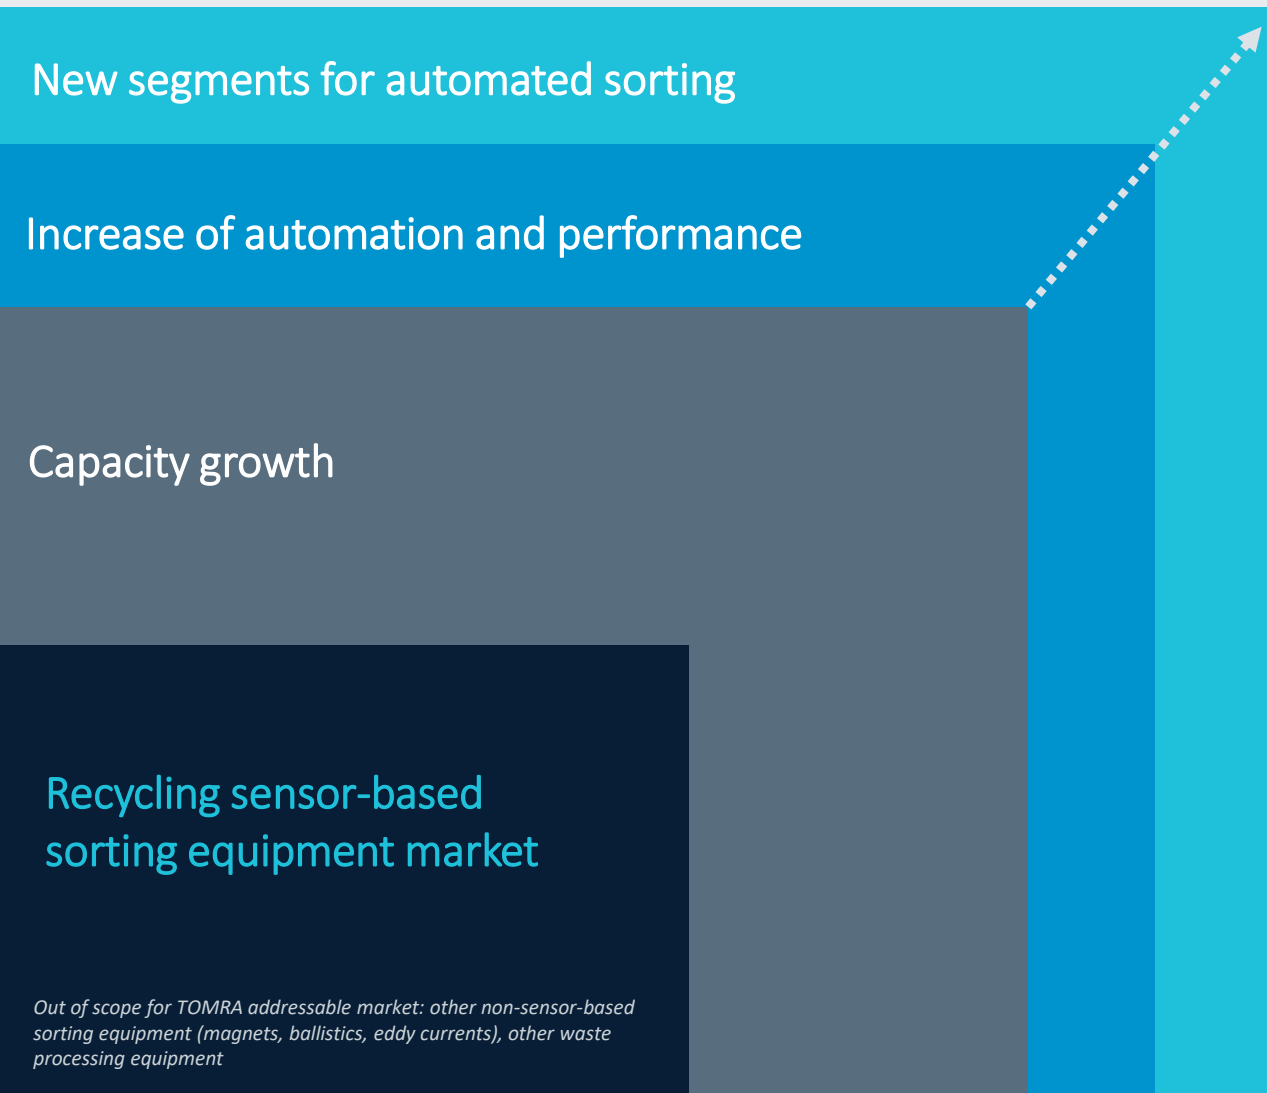 New segments for automated sorting
Increase of automation and performance
Capacity growth
Recycling sensor-based
sorting equipment market
Out of scope for TOMRA addressable market: other non-sensor-based
sorting equipment (magnets, ballistics, eddy currents), other waste
processing equipment